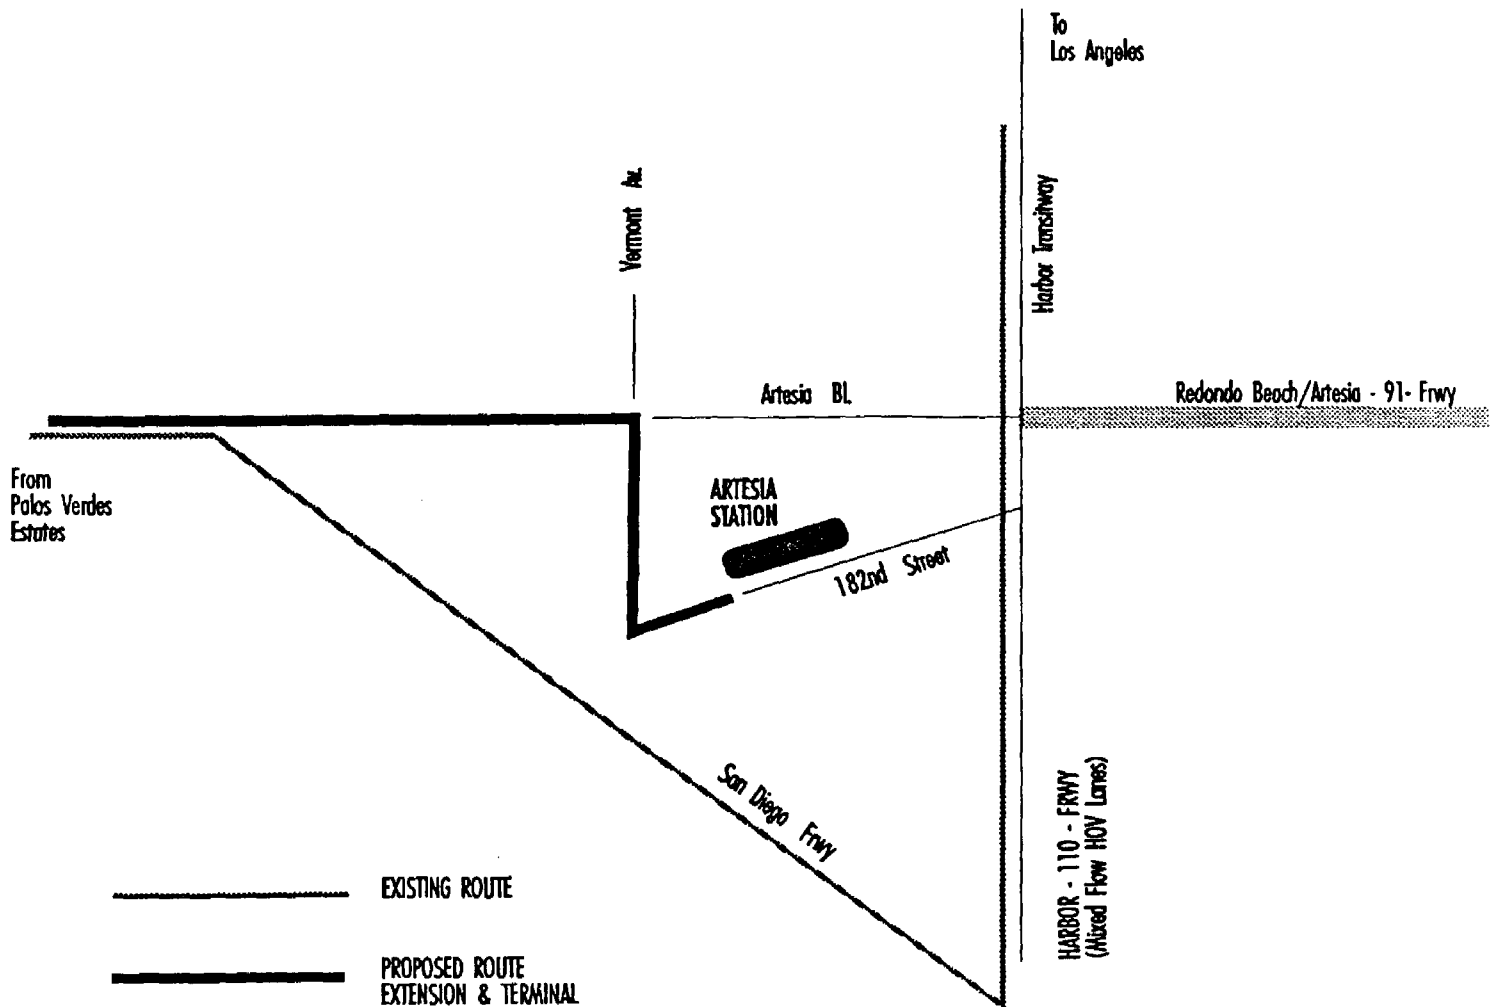 To
Los Angeles
Vermont Av.
Harbor Transitway
Artesia Bl.
Redondo Beach/Artesia - 91- Frwy
From
Palos Verdes
Estates
ARTESIA
STATION
182nd Street
San Diego Frwy
HARBOR - 110 - FRWY
(Mixed Flow HOV Lanes)
EXISTING ROUTE
PROPOSED ROUTE
EXTENSION & TERMINAL